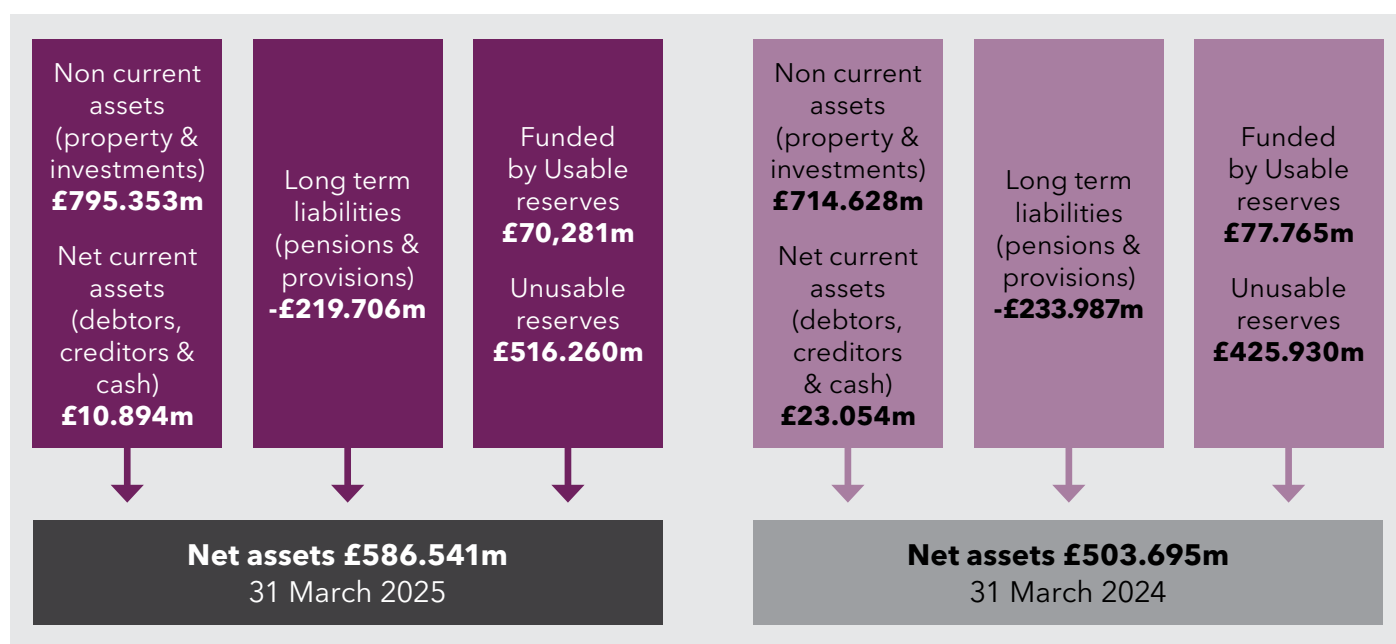 Non current
assets
(property &
investments)
£795.353m
Net current
assets
(debtors,
creditors &
cash)
£10.894m
Long term
liabilities
(pensions &
provisions)
-£219.706m
Funded
by Usable
reserves
£70,281m
Unusable
reserves
£516.260m
Net assets £586.541m
31 March 2025
Non current
assets
(property &
investments)
£714.628m
Net current
assets
(debtors,
creditors
& cash)
£23.054m
Long term
liabilities
(pensions &
provisions)
-£233.987m
Funded
by Usable
reserves
£77.765m
Unusable
reserves
£425.930m
Net assets £503.695m
31 March 2024